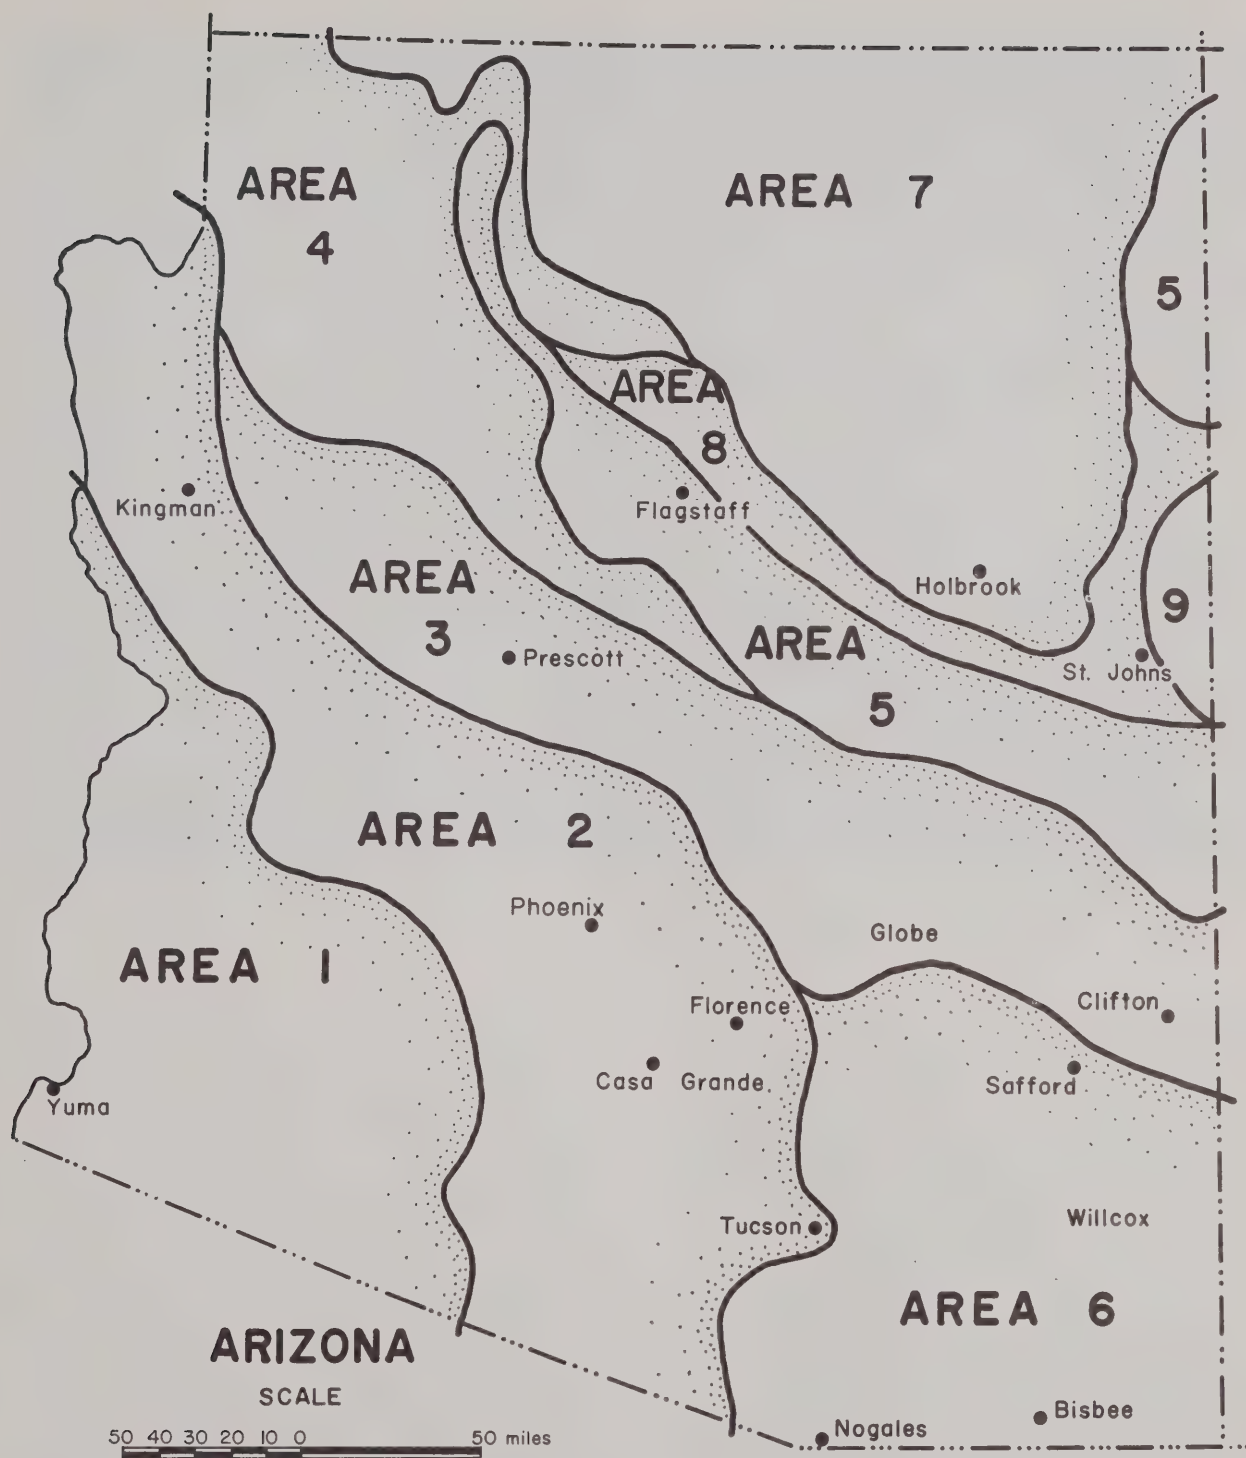 AREA
4
AREA 7
5
AREA
8
Kingman
Flagstaff
AREA
3
Holbrook
9
Prescott
AREA
5
St. Johns
AREA 2
Phoenix
Globe
AREA 1
Florence
Clifton
Casa Grande
Safford
Yuma
Tucson
Willcox
AREA 6
ARIZONA
SCALE
Bisbee
Nogales
50 40 30 20 10 0 50 miles